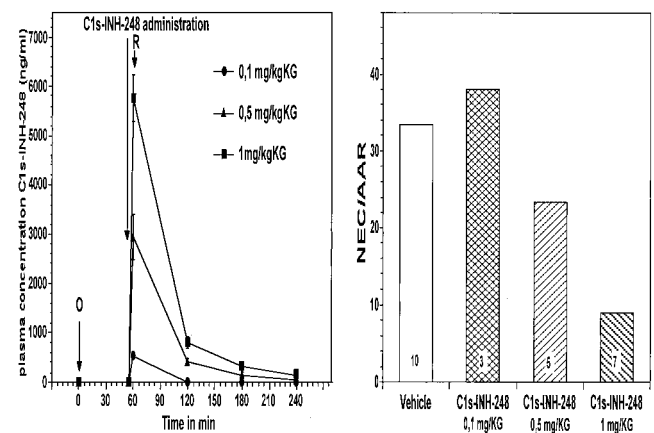 C1s-INH-248 administration
R
O
plasma concentration C1s-INH-248 (ng/ml)
7000
6000
5000
4000
3000
2000
1000
0
0,1 mg/kgKG
0,5 mg/kgKG
1mg/kgKG
0 30 60 90 120 150 180 210 240 270
Time in min
NEC/AAR
40
30
20
10
0
10
3
6
7
Vehicle C1s-INH-248 C1s-INH-248 C1s-INH-248
0,1 mg/KG 0,5 mg/KG 1 mg/KG